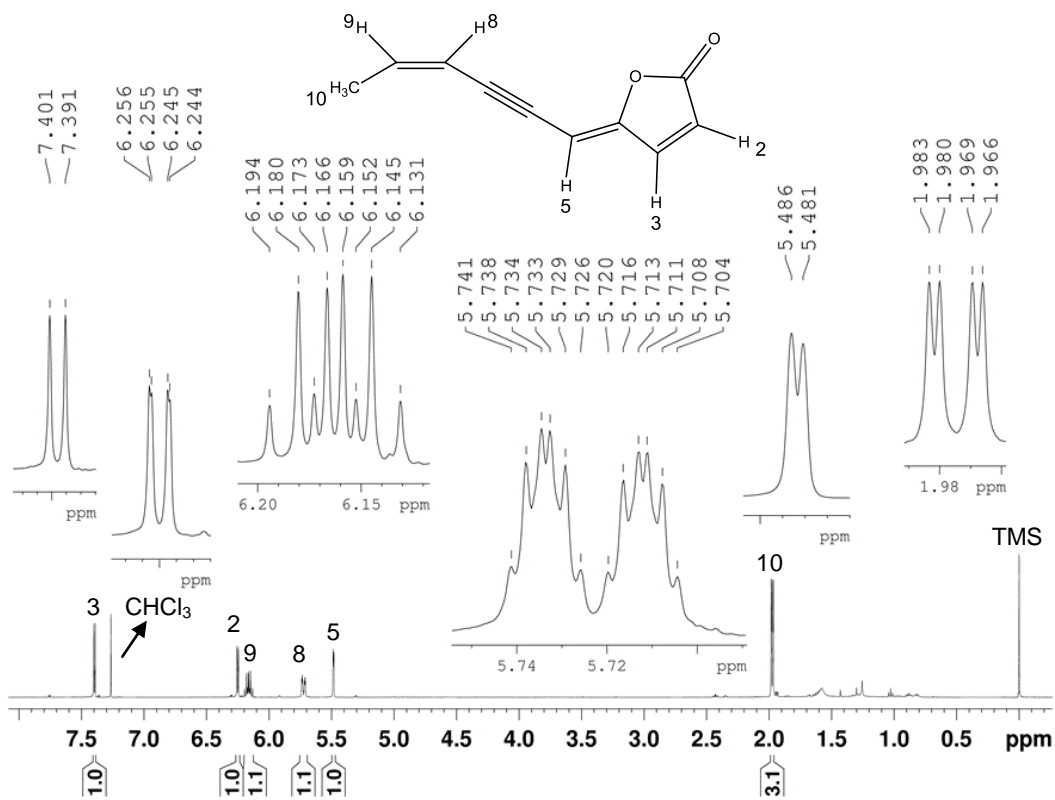 9 H
H 8
O
O
H₃C
10
H 2
H
5
H
3
7.401
7.391
6.256
6.255
6.245
6.244
6.194
6.180
6.173
6.166
6.159
6.152
6.145
6.131
5.741
5.738
5.734
5.733
5.729
5.726
5.720
5.716
5.713
5.711
5.708
5.704
5.486
5.481
1.983
1.980
1.969
1.966
ppm
ppm
6.20 6.15 ppm
5.74 5.72 ppm
ppm
1.98 ppm
3
CHCl₃
2
9
8
5
10
TMS
7.5 7.0 6.5 6.0 5.5 5.0 4.5 4.0 3.5 3.0 2.5 2.0 1.5 1.0 0.5 ppm
1.0
1.0
1.1
1.1
1.0
3.1